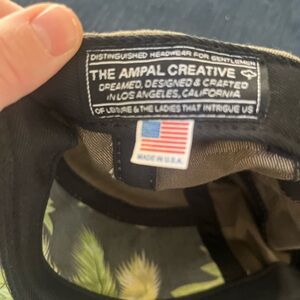 DISTINGUISHED HEADWEAR FOR GENTLEMEN
THE AMPAL CREATIVE
DREAMED, DESIGNED & CRAFTED
IN LOS ANGELES, CALIFORNIA
OF LEISURE & THE LADIES THAT INTRIGUE US
MADE IN U.S.A.